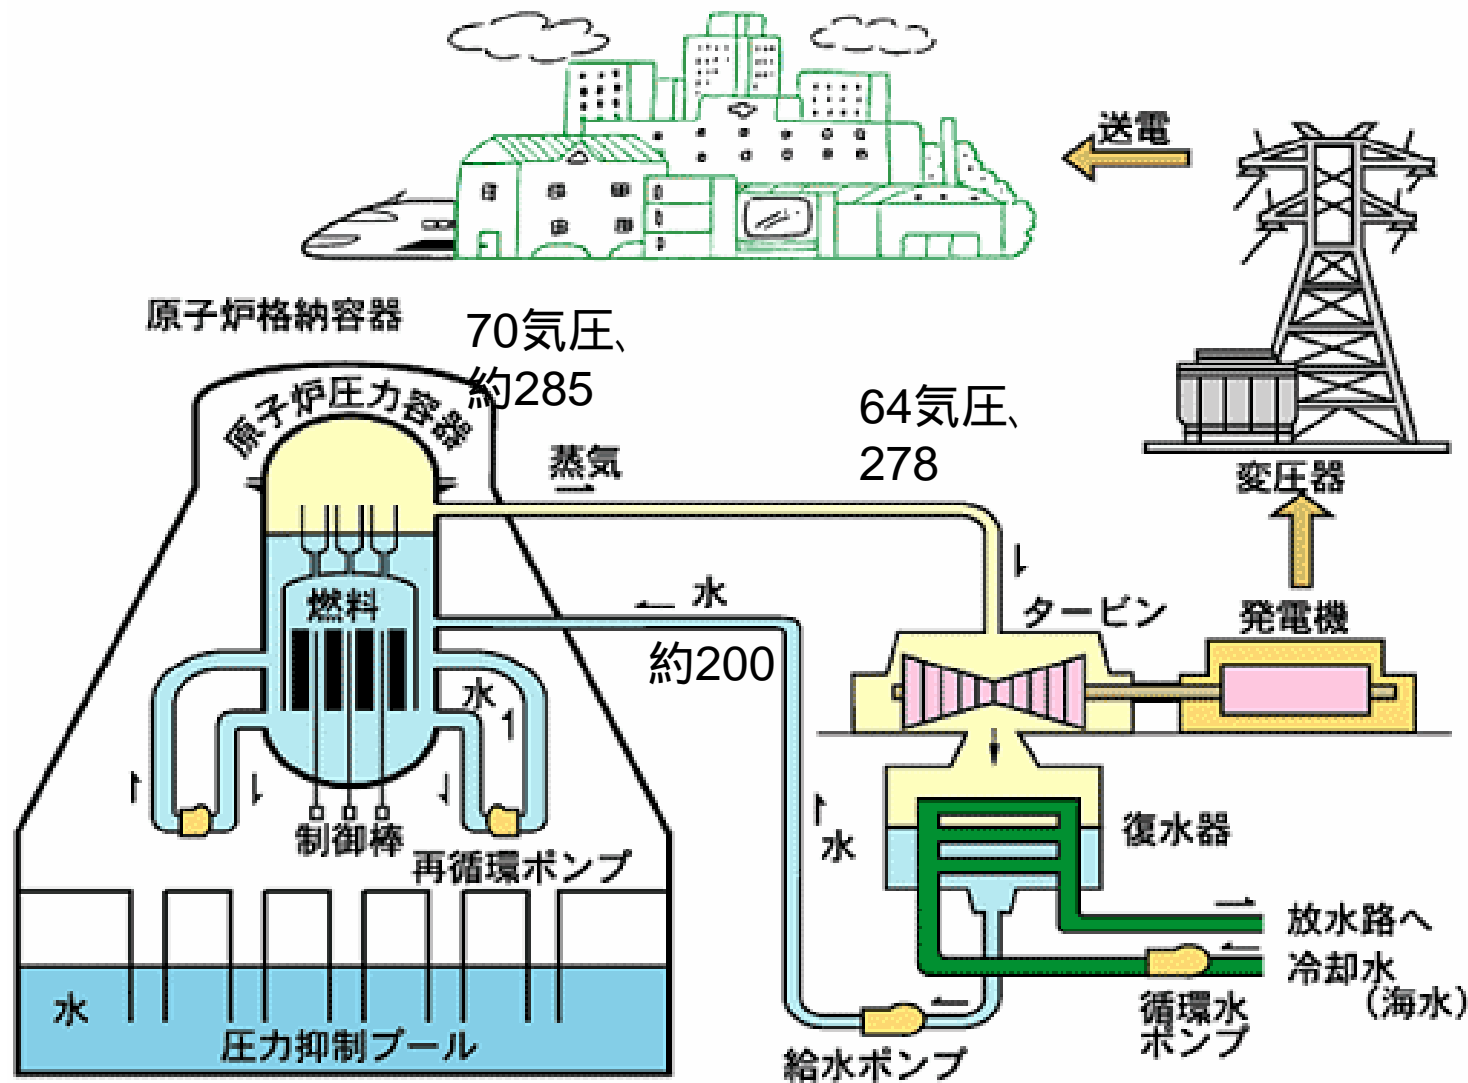 送電
原子炉格納容器
70気圧、
約285
原子炉圧力容器
64気圧、
278
蒸気
変圧器
水
燃料
タービン
発電機
約200
水
1
制御棒
再循環ポンプ
水
復水器
放水路へ
冷却水
(海水)
循環水
ポンプ
水
圧力抑制プール
給水ポンプ